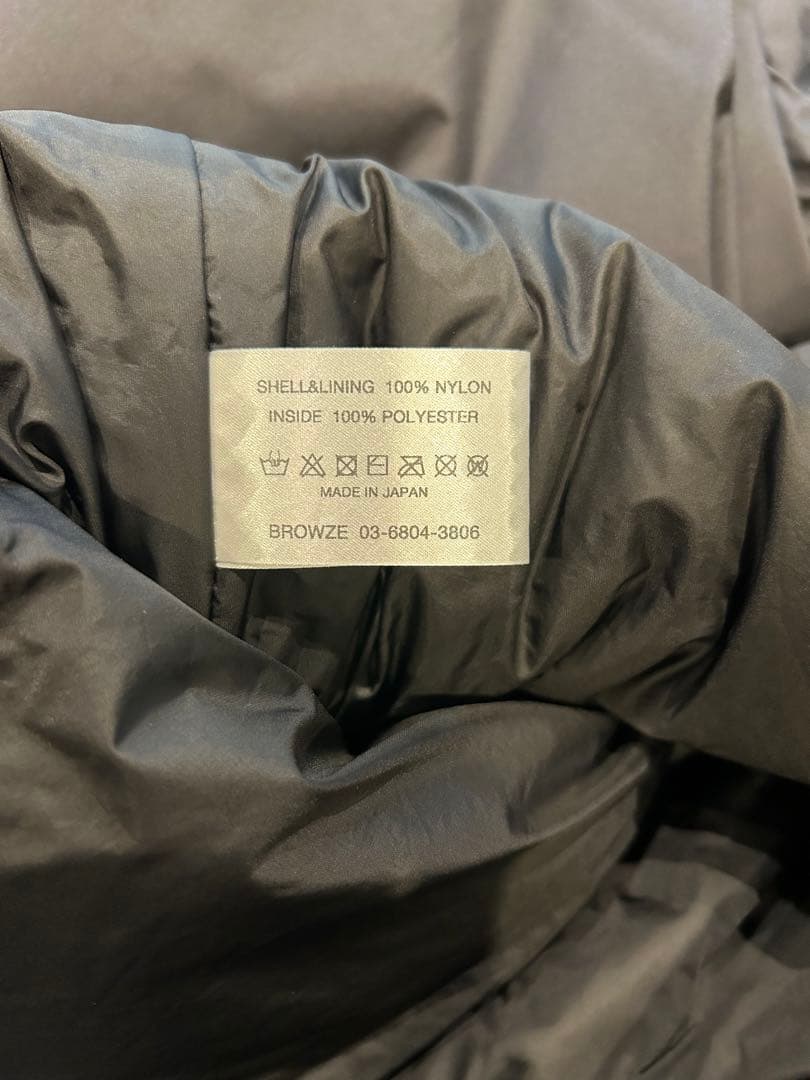 SHELL&LINING 100% NYLON
INSIDE 100% POLYESTER
MADE IN JAPAN
BROWZE 03-6804-3806